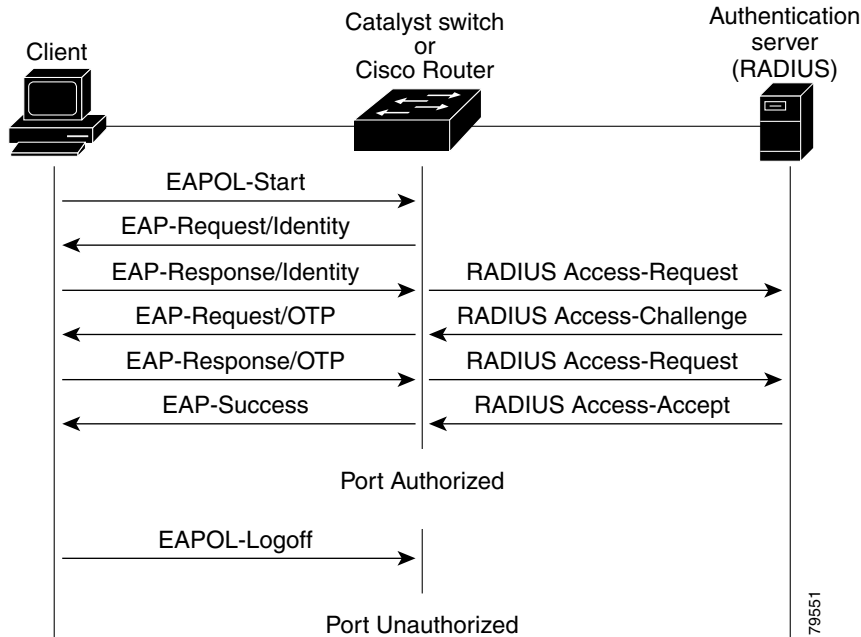 Client
Catalyst switch
or
Cisco Router
Authentication
server
(RADIUS)
EAPOL-Start
EAP-Request/Identity
EAP-Response/Identity
RADIUS Access-Request
EAP-Request/OTP
RADIUS Access-Challenge
EAP-Response/OTP
RADIUS Access-Request
EAP-Success
RADIUS Access-Accept
Port Authorized
EAPOL-Logoff
Port Unauthorized
79551